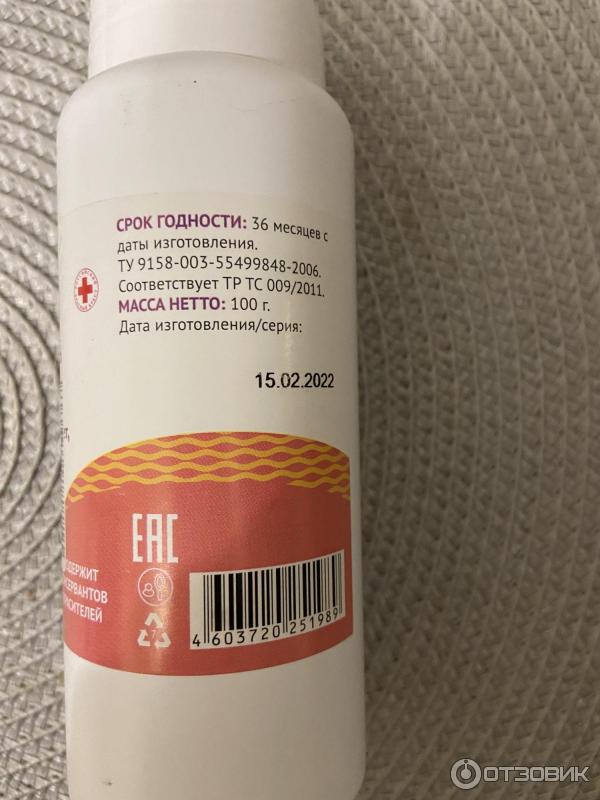 СРОК ГОДНОСТИ: 36 месяцев с
даты изготовления.
ТУ 9158-003-55499848-2006.
Соответствует ТР ТС 009/2011.
МАССА НЕТТО: 100 г.
Дата изготовления/серия:
15.02.2022
EAC
7
4 603720 251989
ОТЗОВИК